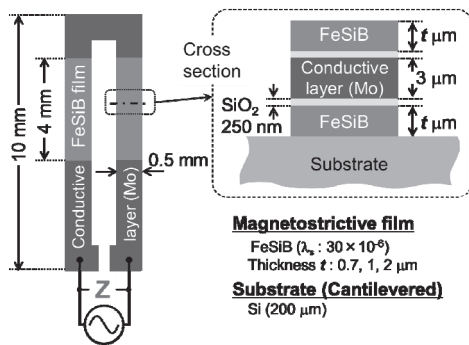 10 mm
4 mm
FeSiB film
0.5 mm
Conductive
layer (Mo)
Z
Cross
section
FeSiB
t μm
Conductive
layer (Mo)
3 μm
SiO₂
250 nm
FeSiB
t μm
Substrate
Magnetostrictive film
FeSiB (λₛ : 30×10⁻⁶)
Thickness t : 0.7, 1, 2 μm
Substrate (Cantilevered)
Si (200 μm)